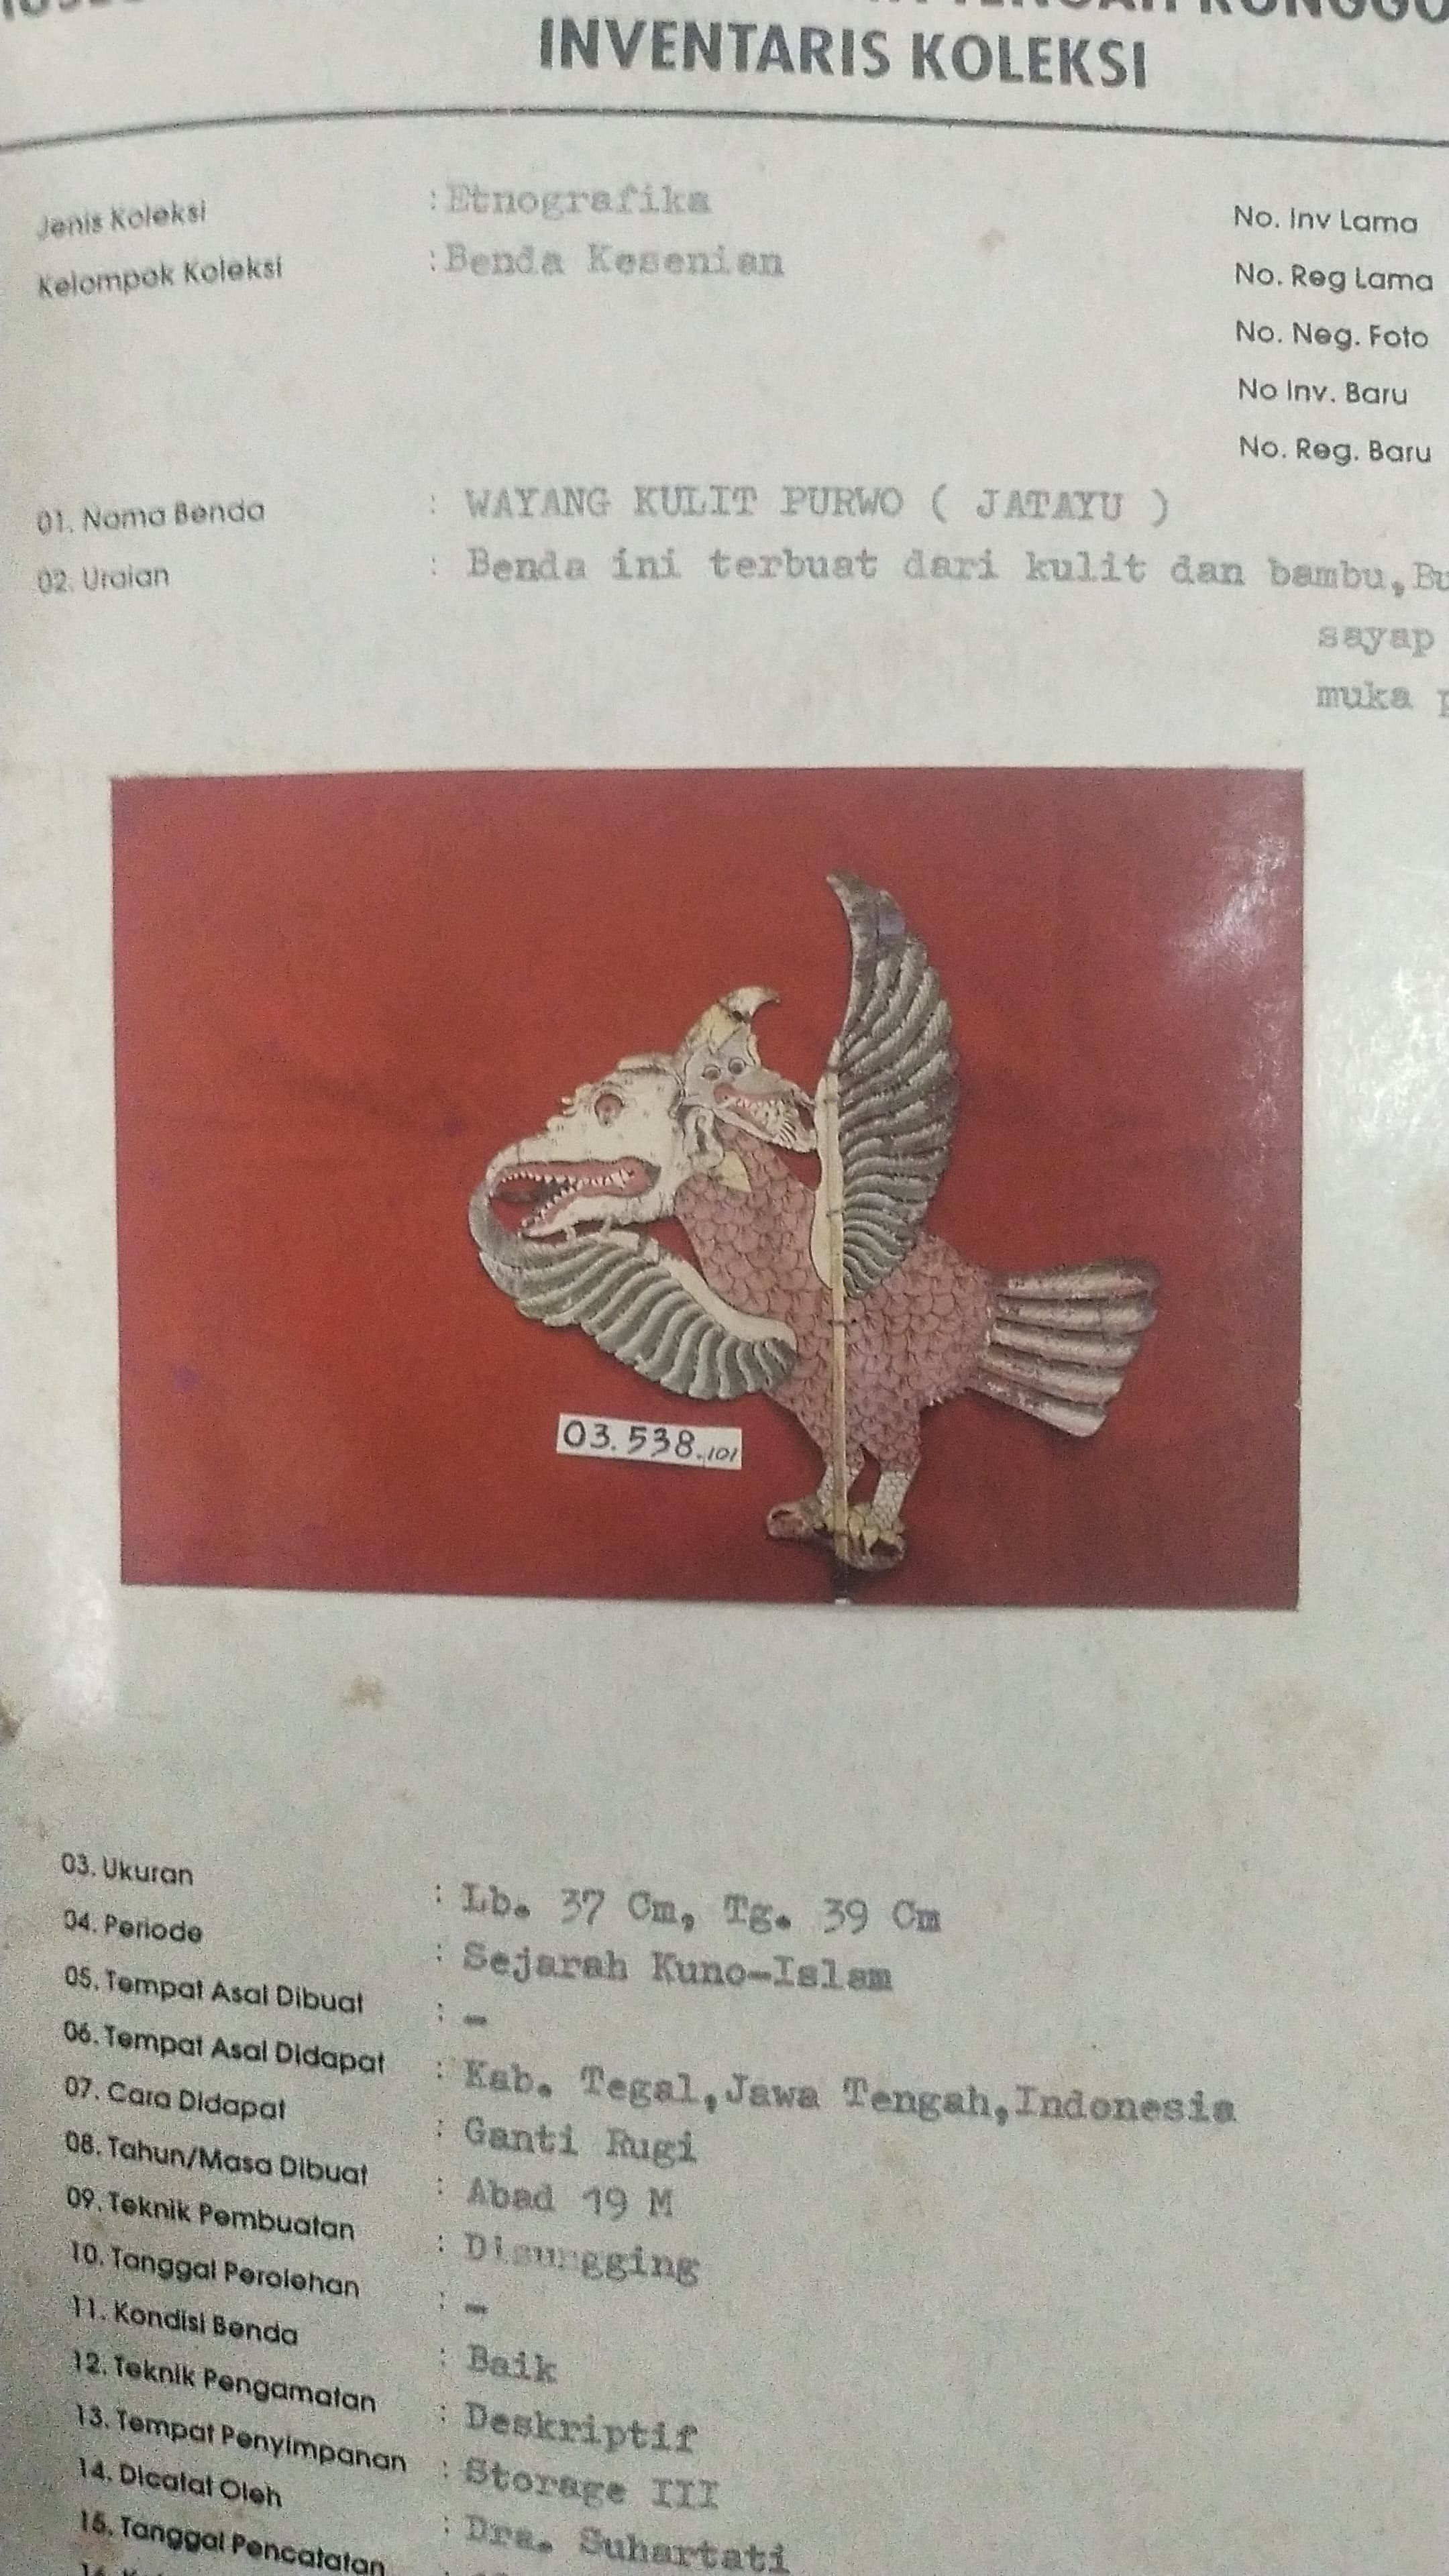 TENGAH RONGGO
INVENTARIS KOLEKSI
Jenis Koleksi : Etnografika
Kelompok Koleksi : Benda Kesenian
No. Inv Lama
No. Reg Lama
No. Neg. Foto
No Inv. Baru
No. Reg. Baru
01. Nama Benda : WAYANG KULIT PURWO ( JATAYU )
02. Uraian : Benda ini terbuat dari kulit dan bambu,Bu
sayap
muka p
03.538.101
03. Ukuran : Lb. 37 Cm, Tg. 39 Cm
04. Periode : Sejarah Kuno-Islam
05. Tempat Asal Dibuat : -
06. Tempat Asal Didapat : Kab. Tegal,Jawa Tengah,Indonesia
07. Cara Didapat : Ganti Rugi
08. Tahun/Masa Dibuat : Abad 19 M
09. Teknik Pembuatan : Disungging
10. Tanggal Perolehan : -
11. Kondisi Benda : Baik
12. Teknik Pengamatan : Deskriptif
13. Tempat Penyimpanan : Storage III
14. Dicatat Oleh : Dra. Suhartati
15. Tanggal Pencatatan :